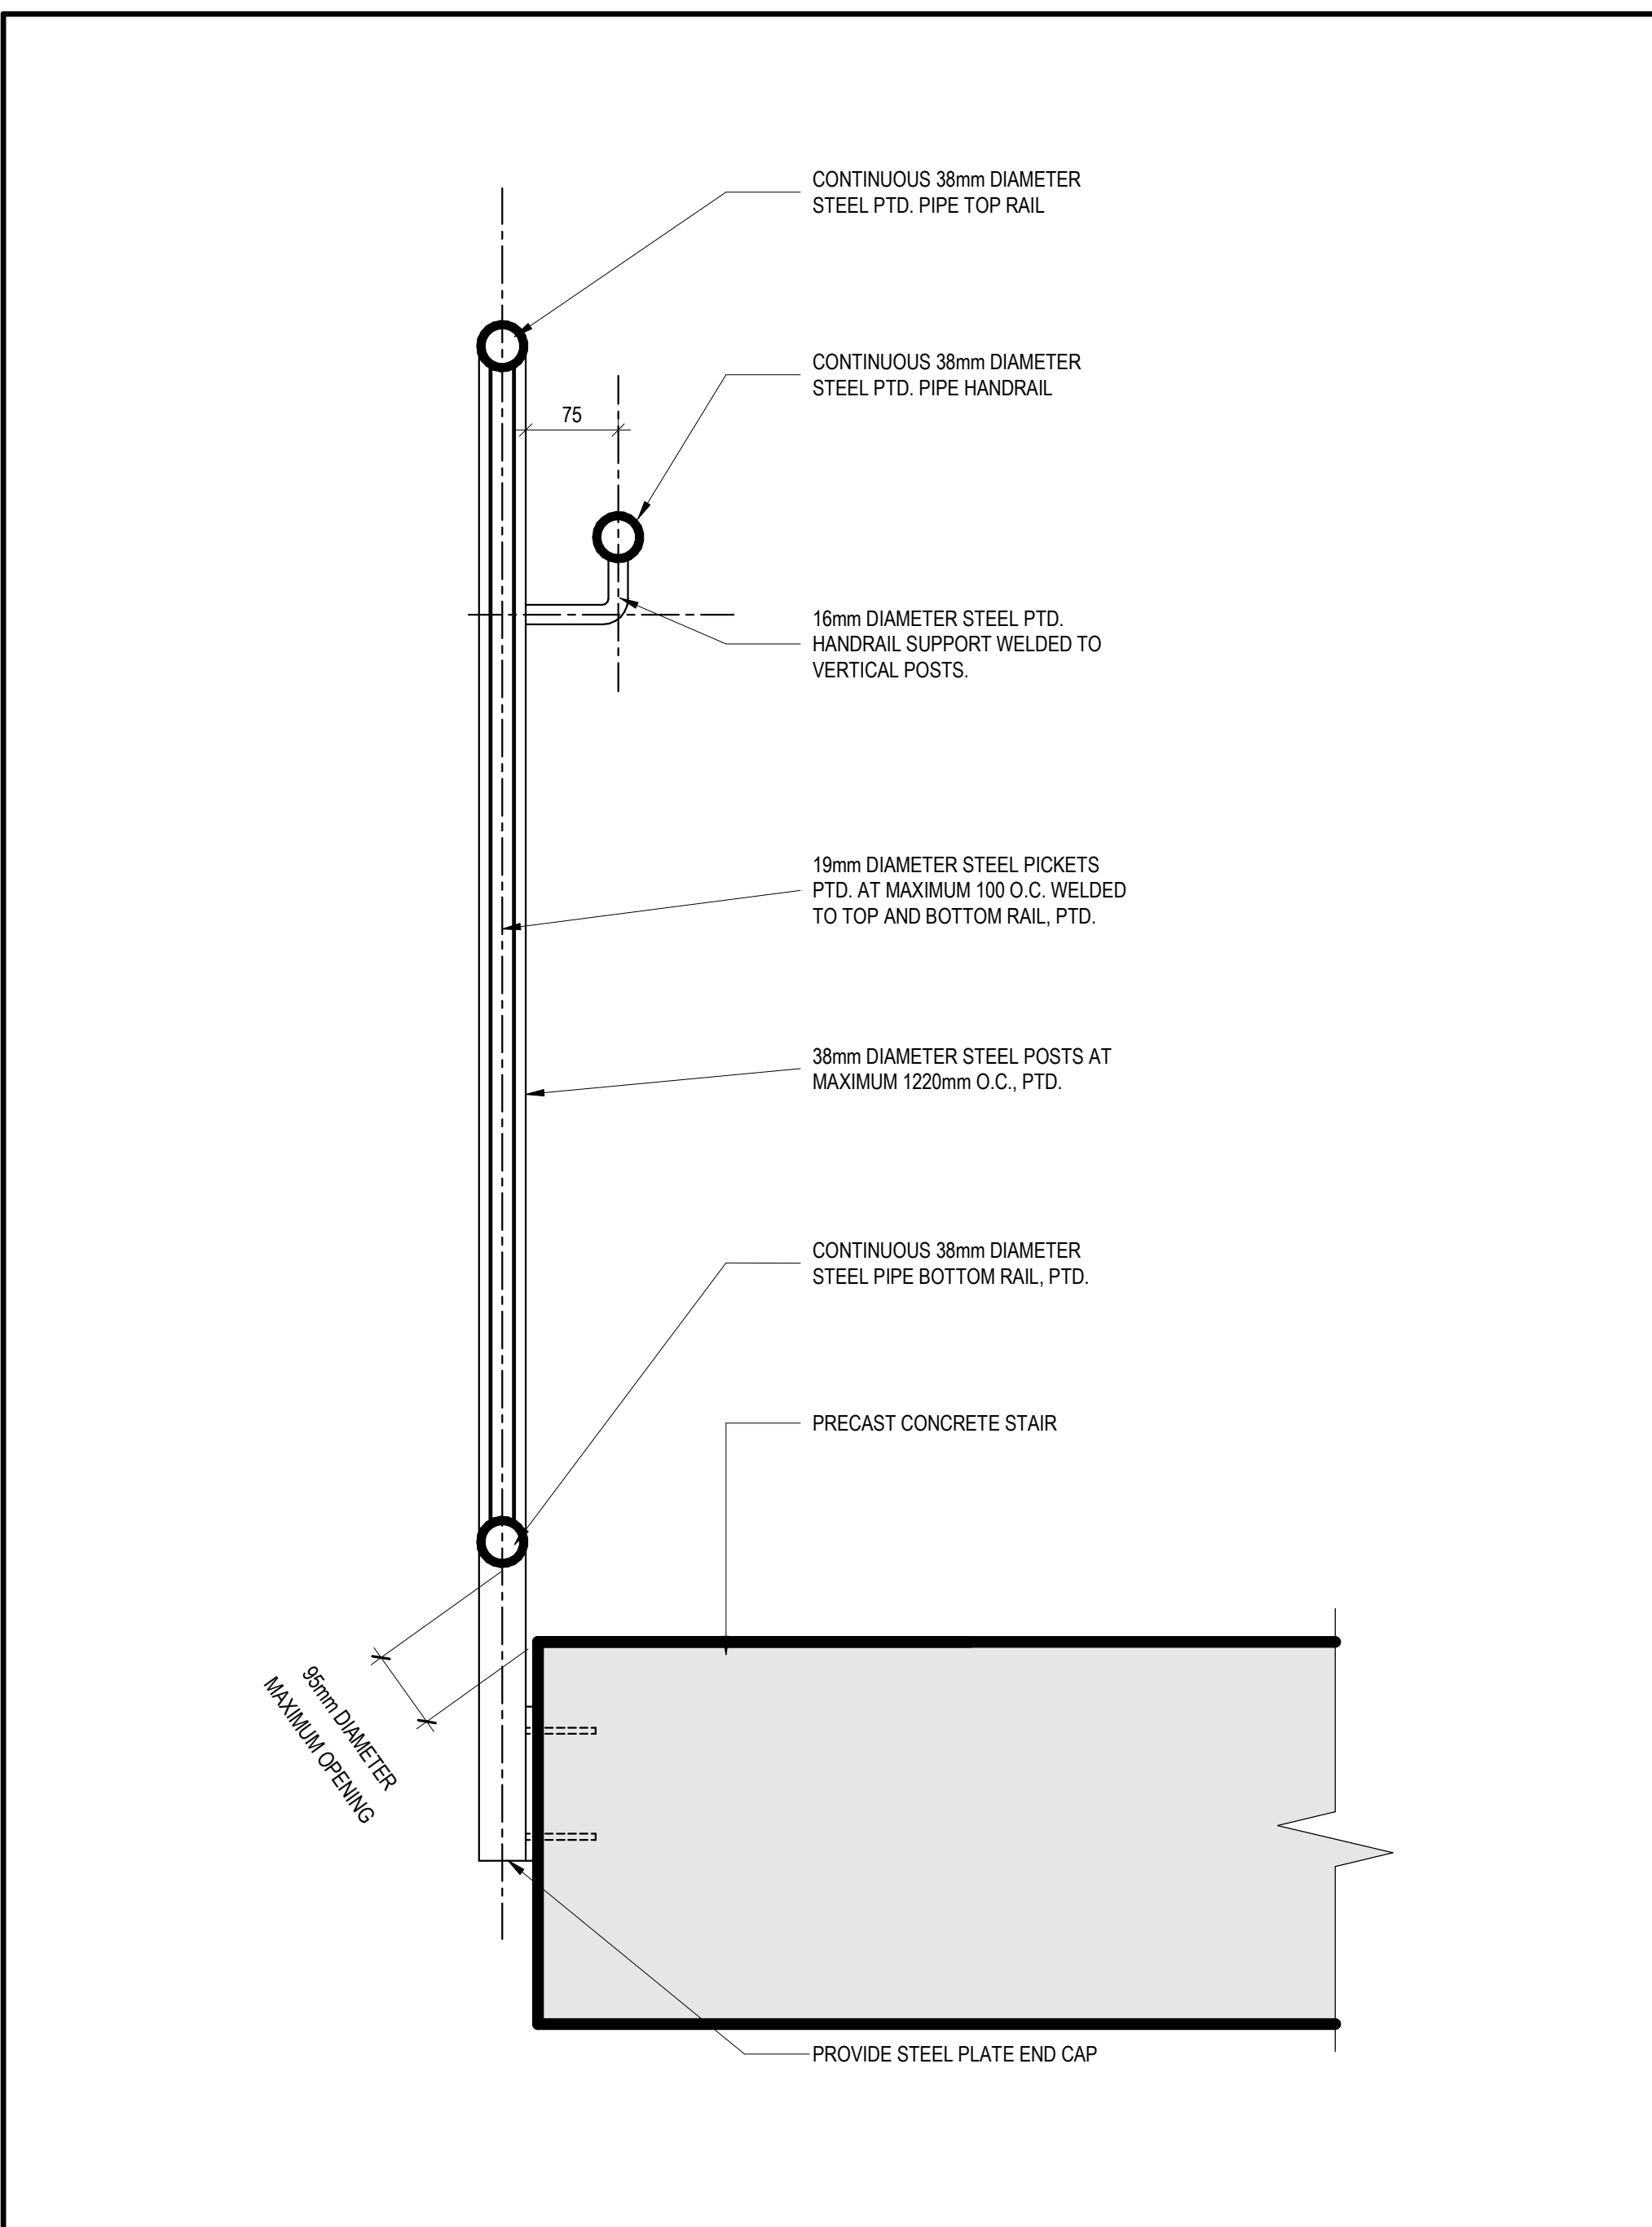 CONTINUOUS 38mm DIAMETER
STEEL PTD. PIPE TOP RAIL
CONTINUOUS 38mm DIAMETER
STEEL PTD. PIPE HANDRAIL
75
16mm DIAMETER STEEL PTD.
HANDRAIL SUPPORT WELDED TO
VERTICAL POSTS.
19mm DIAMETER STEEL PICKETS
PTD. AT MAXIMUM 100 O.C. WELDED
TO TOP AND BOTTOM RAIL, PTD.
38mm DIAMETER STEEL POSTS AT
MAXIMUM 1220mm O.C., PTD.
CONTINUOUS 38mm DIAMETER
STEEL PIPE BOTTOM RAIL, PTD.
PRECAST CONCRETE STAIR
95mm DIAMETER
MAXIMUM OPENING
PROVIDE STEEL PLATE END CAP